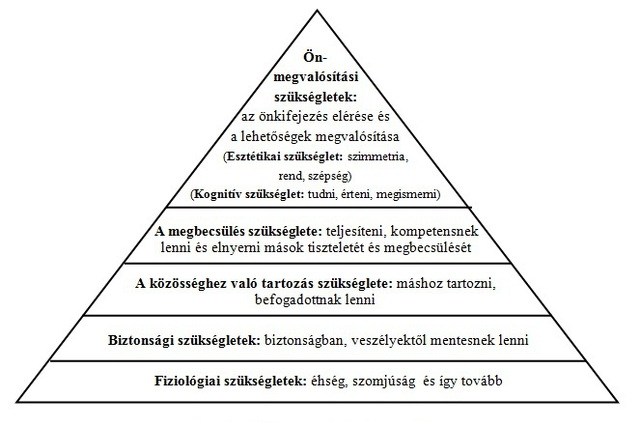 Ön-
megvalósítási
szükségletek:
az önkifejezés elérése és
a lehetőségek megvalósítása
(Esztétikai szükséglet: szimmetria,
rend, szépség)
(Kognitív szükséglet: tudni, érteni, megismerni)
A megbecsülés szükséglete: teljesíteni, kompetensnek
lenni és elnyerni mások tiszteletét és megbecsülését
A közösséghez való tartozás szükséglete: máshoz tartozni,
befogadottnak lenni
Biztonsági szükségletek: biztonságban, veszélyektől mentesnek lenni
Fiziológiai szükségletek: éhség, szomjúság és így tovább